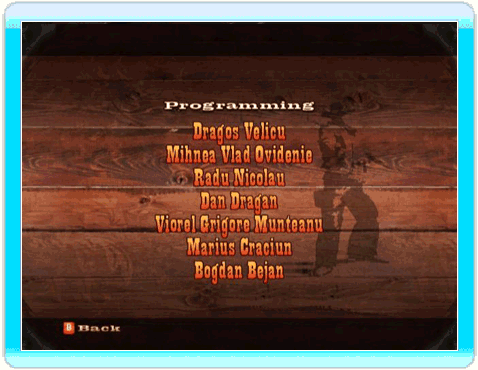 Programming
Dragos Velicu
Mihnea Vlad Ovidenie
Radu Nicolau
Dan Dragan
Viorel Grigore Munteanu
Marius Craciun
Bogdan Bejan
B Back